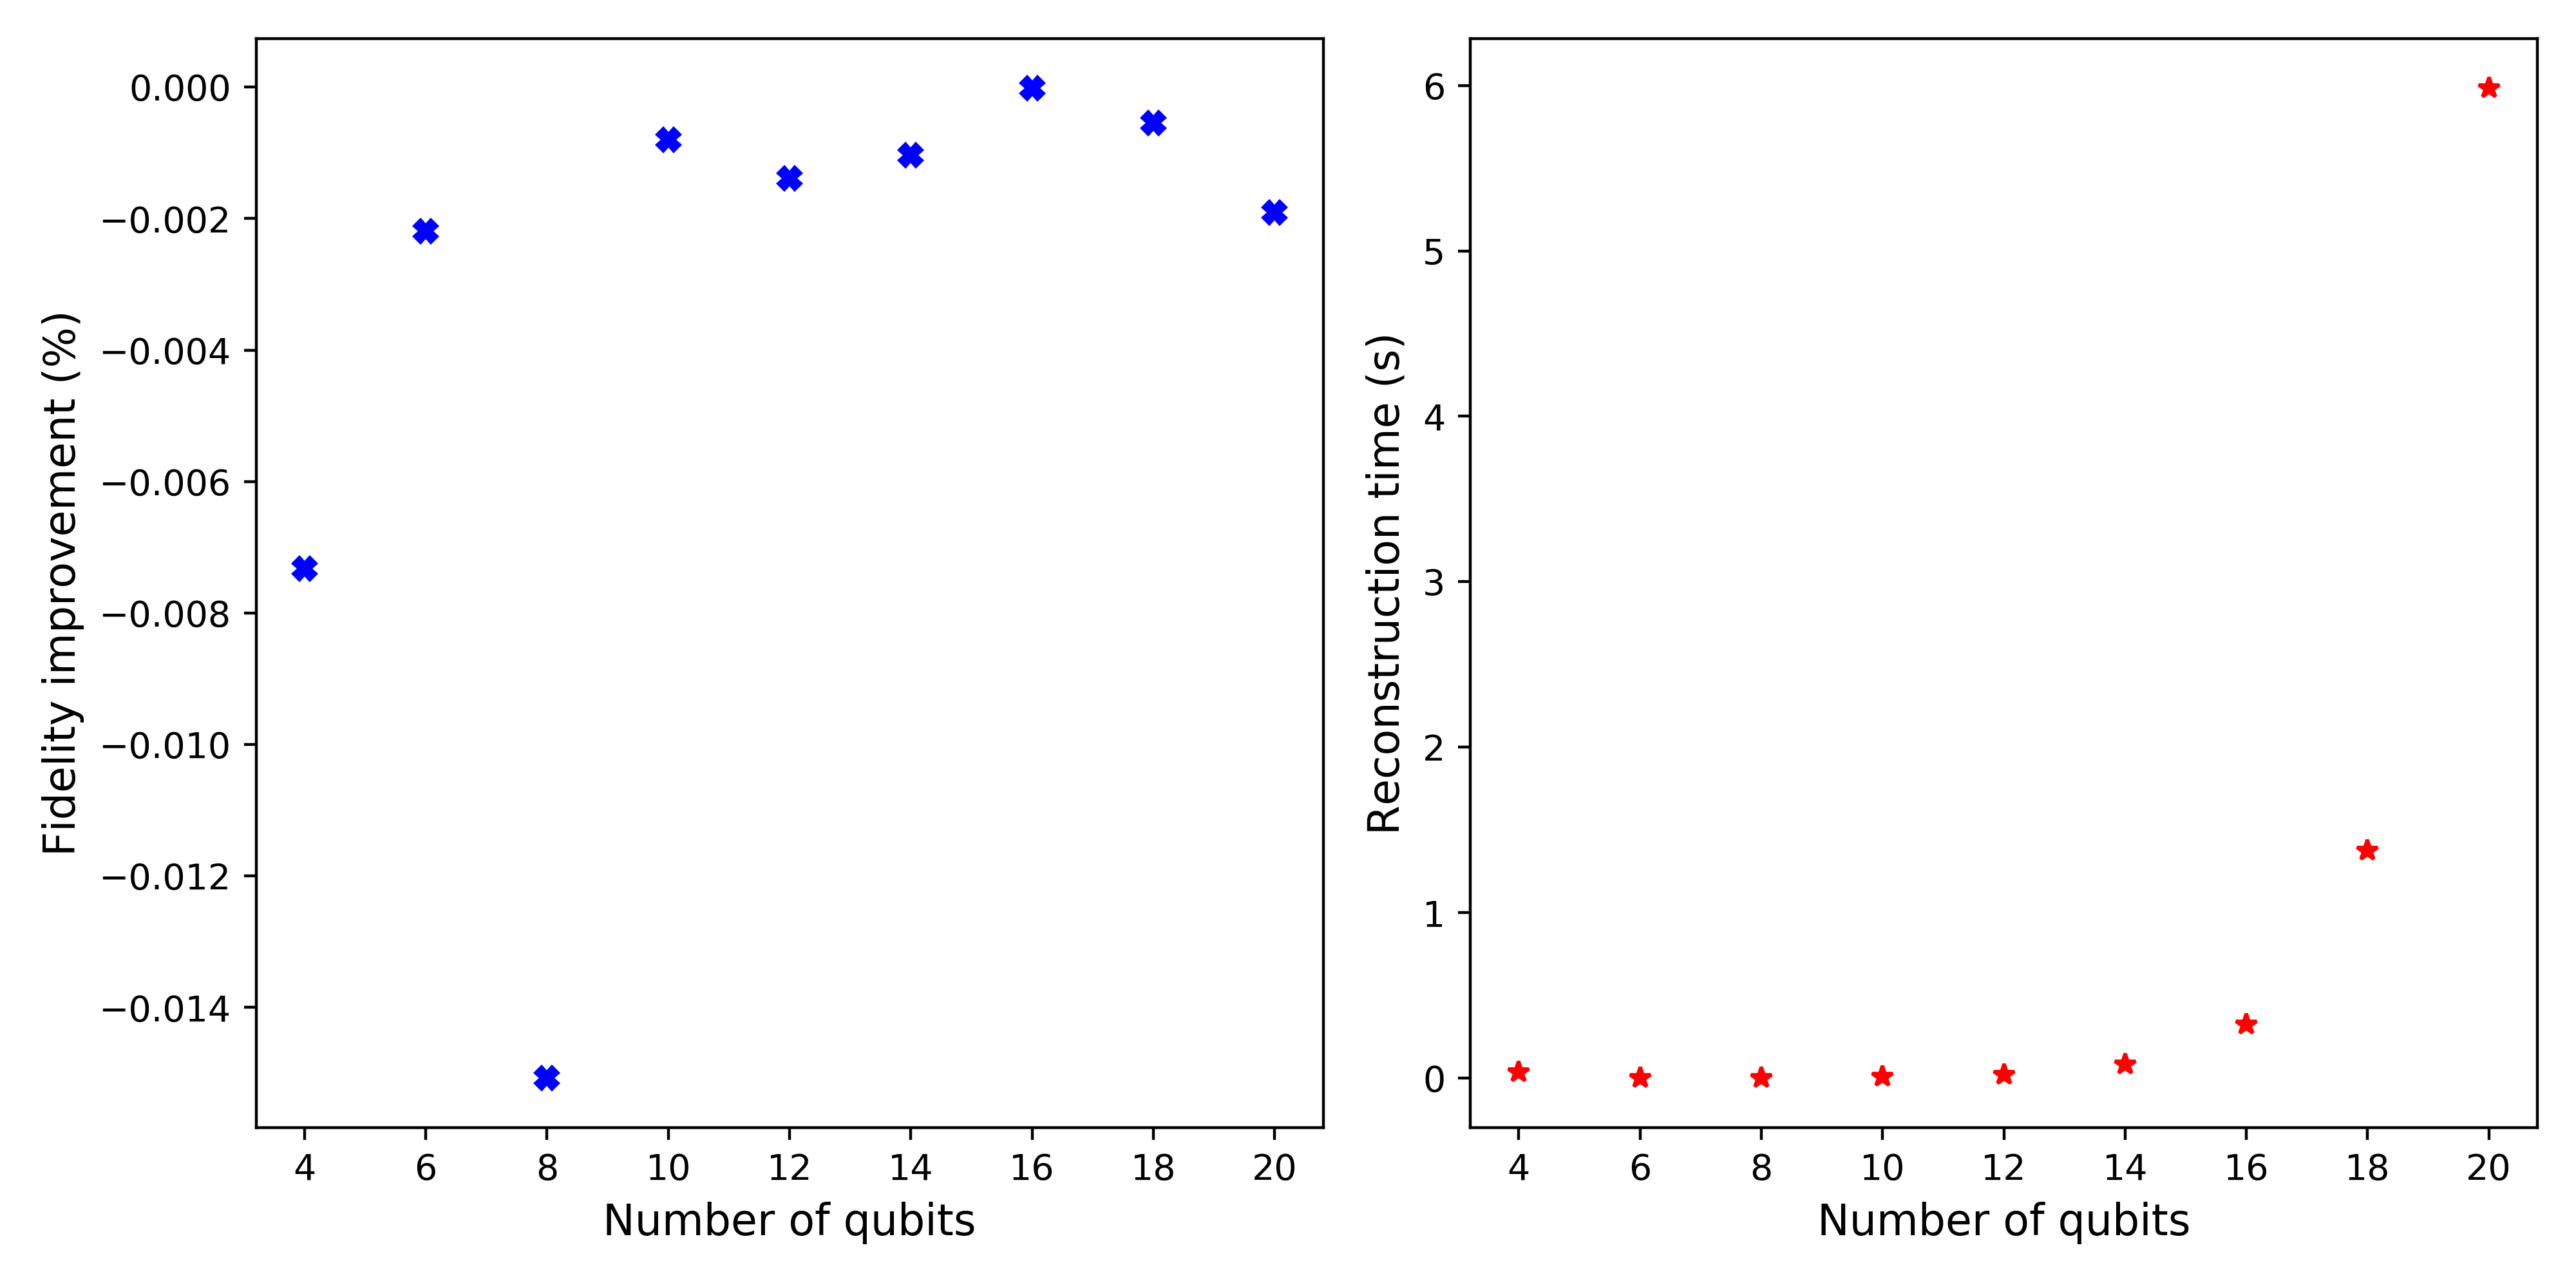 0.000
−0.002
−0.004
−0.006
−0.008
−0.010
−0.012
−0.014
Fidelity improvement (%)
4 6 8 10 12 14 16 18 20
Number of qubits
6
5
4
3
2
1
0
Reconstruction time (s)
4 6 8 10 12 14 16 18 20
Number of qubits